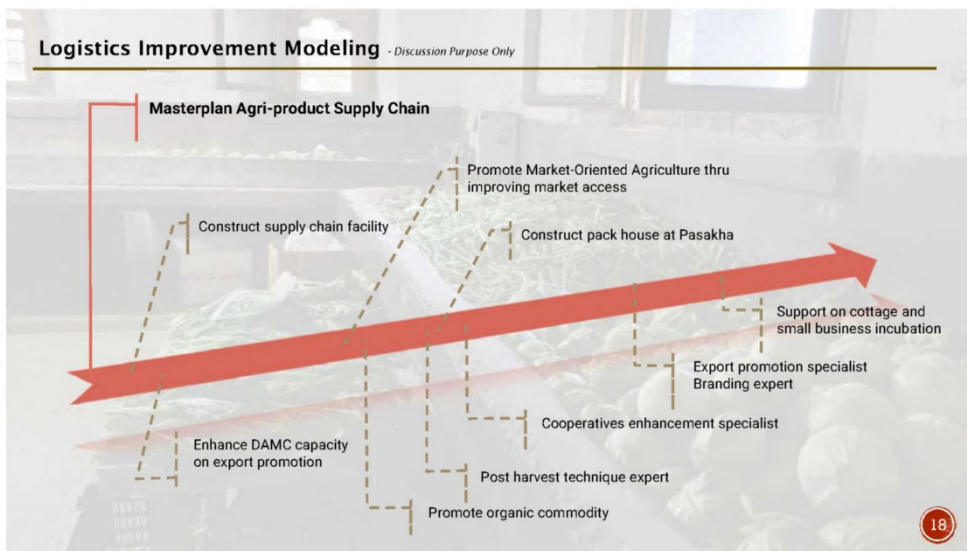 Logistics Improvement Modeling - Discussion Purpose Only
Masterplan Agri-product Supply Chain
Promote Market-Oriented Agriculture thru
improving market access
Construct supply chain facility
Construct pack house at Pasakha
Support on cottage and
small business incubation
Export promotion specialist
Branding expert
Cooperatives enhancement specialist
Enhance DAMC capacity
on export promotion
Post harvest technique expert
Promote organic commodity
18